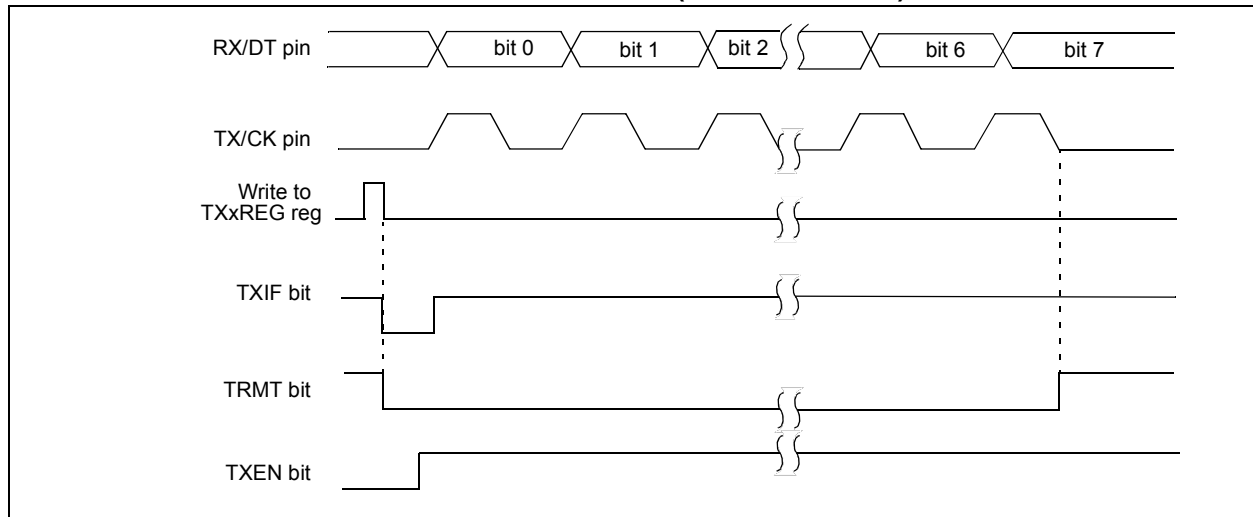 RX/DT pin
bit 0
bit 1
bit 2
bit 6
bit 7
TX/CK pin
Write to
TXxREG reg
TXIF bit
TRMT bit
TXEN bit